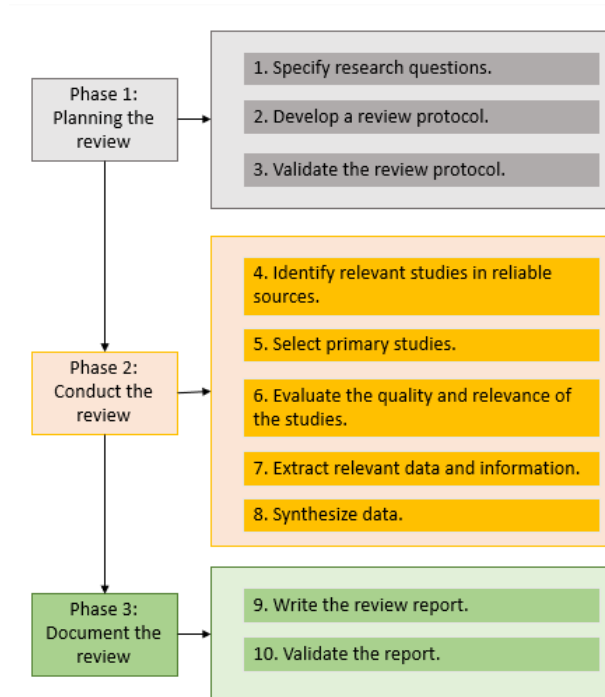 Phase 1:
Planning the
review
1. Specify research questions.
2. Develop a review protocol.
3. Validate the review protocol.
Phase 2:
Conduct the
review
4. Identify relevant studies in reliable
sources.
5. Select primary studies.
6. Evaluate the quality and relevance of
the studies.
7. Extract relevant data and information.
8. Synthesize data.
Phase 3:
Document the
review
9. Write the review report.
10. Validate the report.